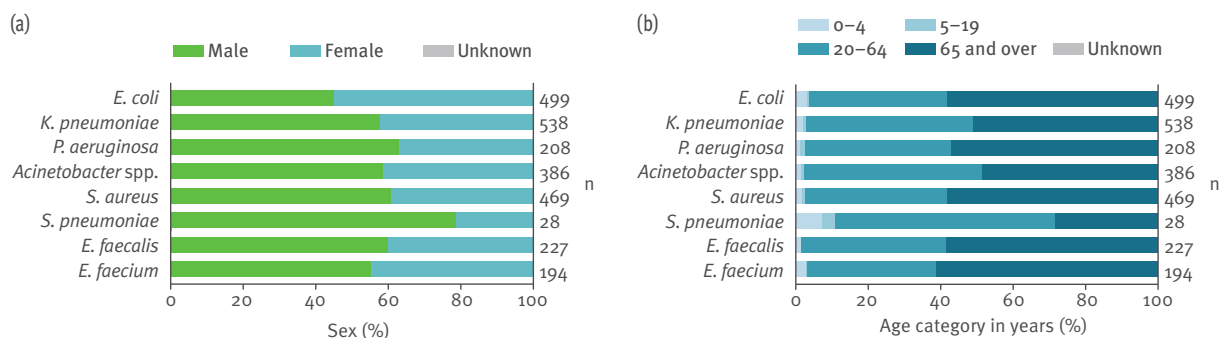 (a)
Male Female Unknown
E. coli 499
K. pneumoniae 538
P. aeruginosa 208
Acinetobacter spp. 386
n
S. aureus 469
S. pneumoniae 28
E. faecalis 227
E. faecium 194
0 20 40 60 80 100
Sex (%)
(b)
0–4 5–19
20–64 65 and over Unknown
E. coli 499
K. pneumoniae 538
P. aeruginosa 208
Acinetobacter spp. 386
n
S. aureus 469
S. pneumoniae 28
E. faecalis 227
E. faecium 194
0 20 40 60 80 100
Age category in years (%)